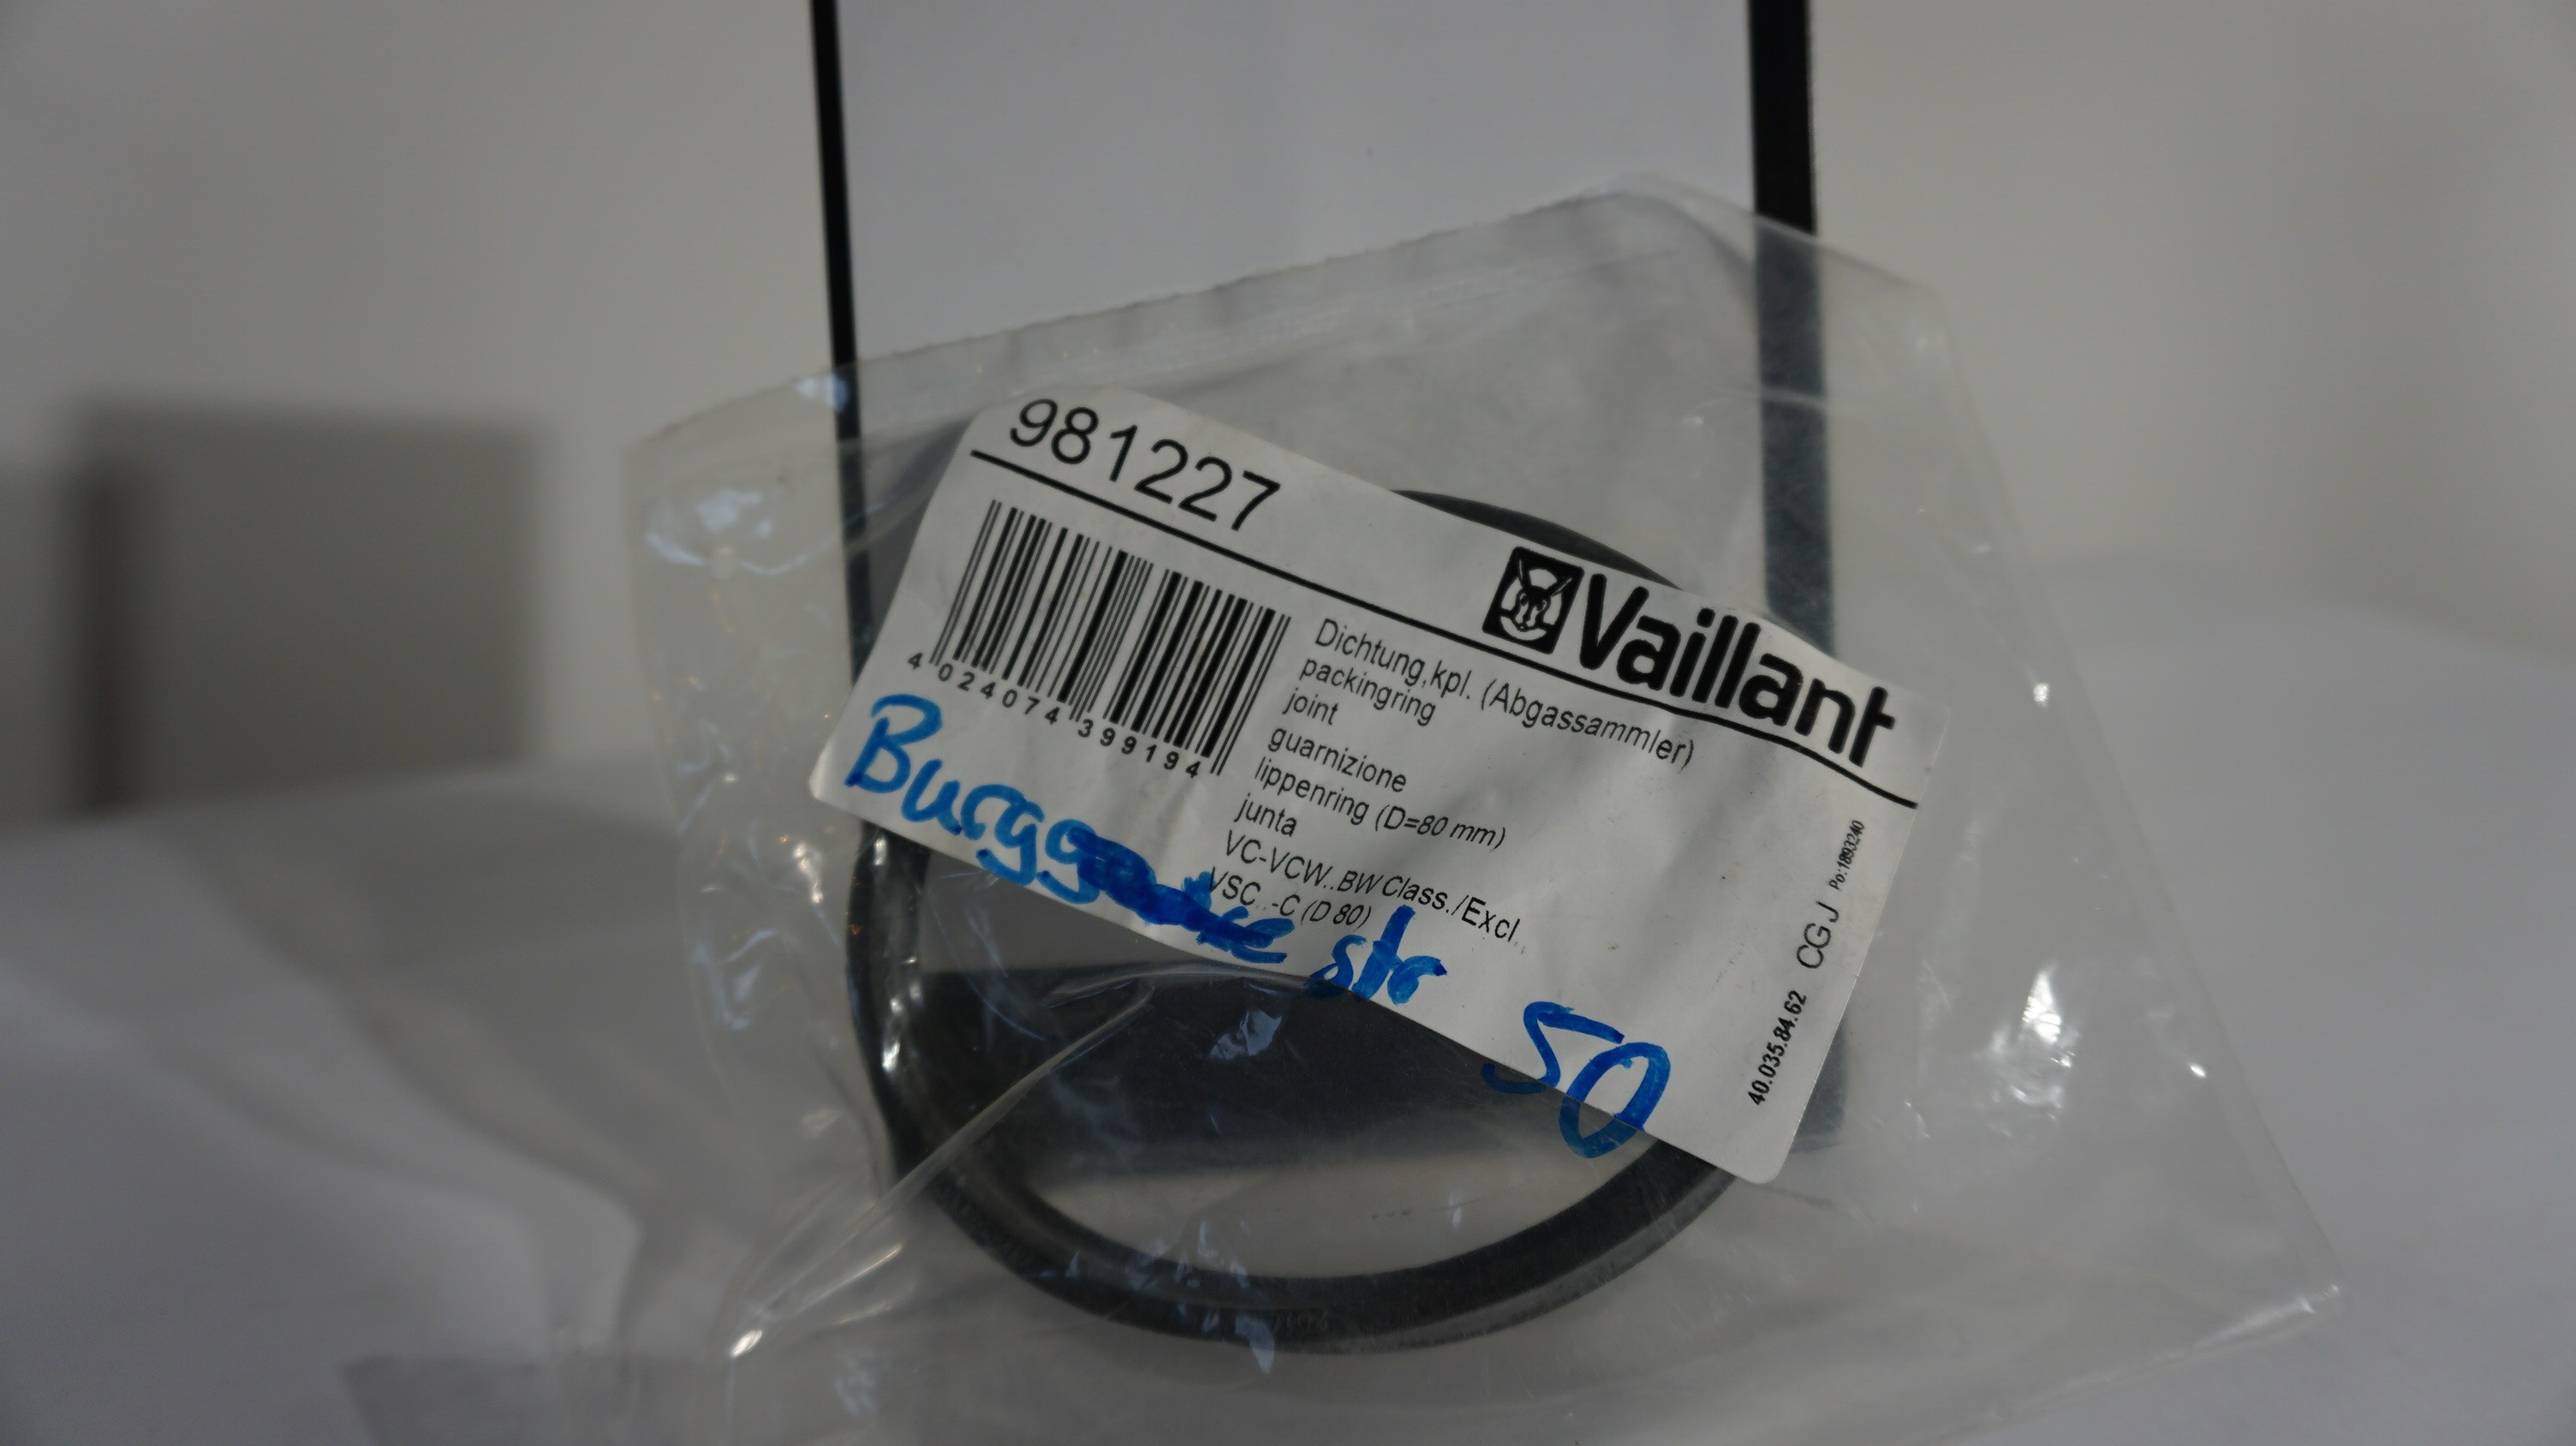 981227
Vaillant
4 024074 399194
Dichtung,kpl. (Abgassammler)
packingring
joint
guarnizione
lippenring (D=80 mm)
junta
VC-VCW..BW Class./Excl.
VSC..-C (D 80)
str
50
40.035.84.62 CGJ Po:1893240